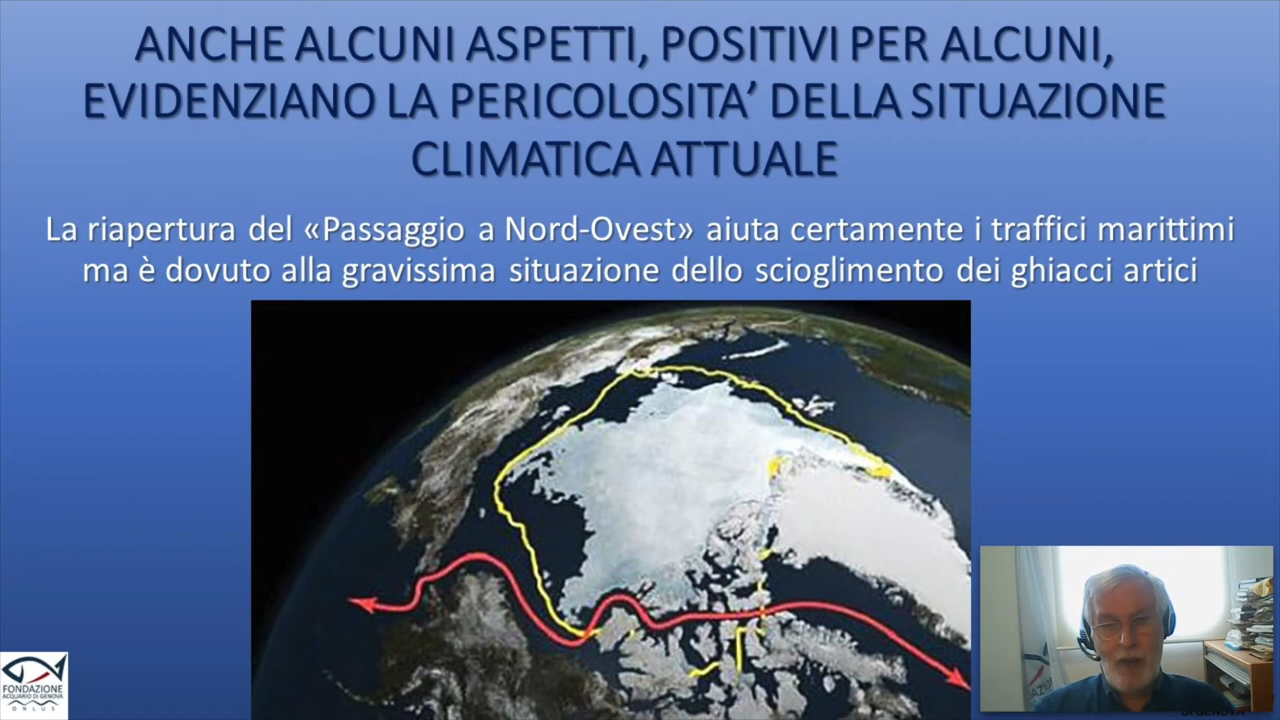 ANCHE ALCUNI ASPETTI, POSITIVI PER ALCUNI,
EVIDENZIANO LA PERICOLOSITA’ DELLA SITUAZIONE
CLIMATICA ATTUALE
La riapertura del «Passaggio a Nord-Ovest» aiuta certamente i traffici marittimi
ma è dovuto alla gravissima situazione dello scioglimento dei ghiacci artici
FONDAZIONE
ACQUARIO DI GENOVA
ONLUS